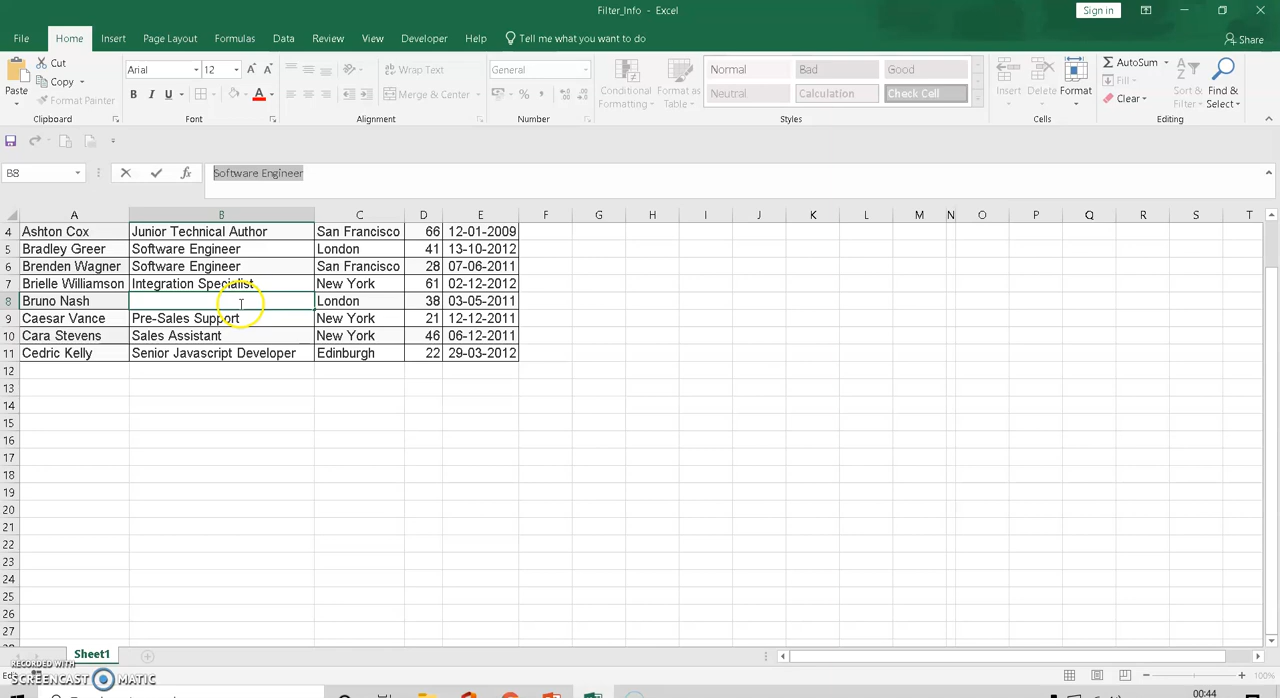 Filter_Info - Excel
Sign in
File Home Insert Page Layout Formulas Data Review View Developer Help Tell me what you want to do Share
Paste Cut Copy Format Painter Clipboard
Arial 12 A A B I U A Font
Wrap Text Merge & Center Alignment
General % , Number
Conditional Formatting Format as Table
Normal Bad Good
Neutral Calculation Check Cell
Styles
Insert Delete Format Cells
AutoSum Fill Clear Sort & Filter Find & Select Editing
B8 fx Software Engineer
A B C D E F G H I J K L M N O P Q R S T
4 Ashton Cox Junior Technical Author San Francisco 66 12-01-2009
5 Bradley Greer Software Engineer London 41 13-10-2012
6 Brenden Wagner Software Engineer San Francisco 28 07-06-2011
7 Brielle Williamson Integration Specialist New York 61 02-12-2012
8 Bruno Nash London 38 03-05-2011
9 Caesar Vance Pre-Sales Support New York 21 12-12-2011
10 Cara Stevens Sales Assistant New York 46 06-12-2011
11 Cedric Kelly Senior Javascript Developer Edinburgh 22 29-03-2012
12
13
14
15
16
17
18
19
20
21
22
23
24
25
26
27
Sheet1
RECORDED WITH
SCREENCAST MATIC
100%
00:44